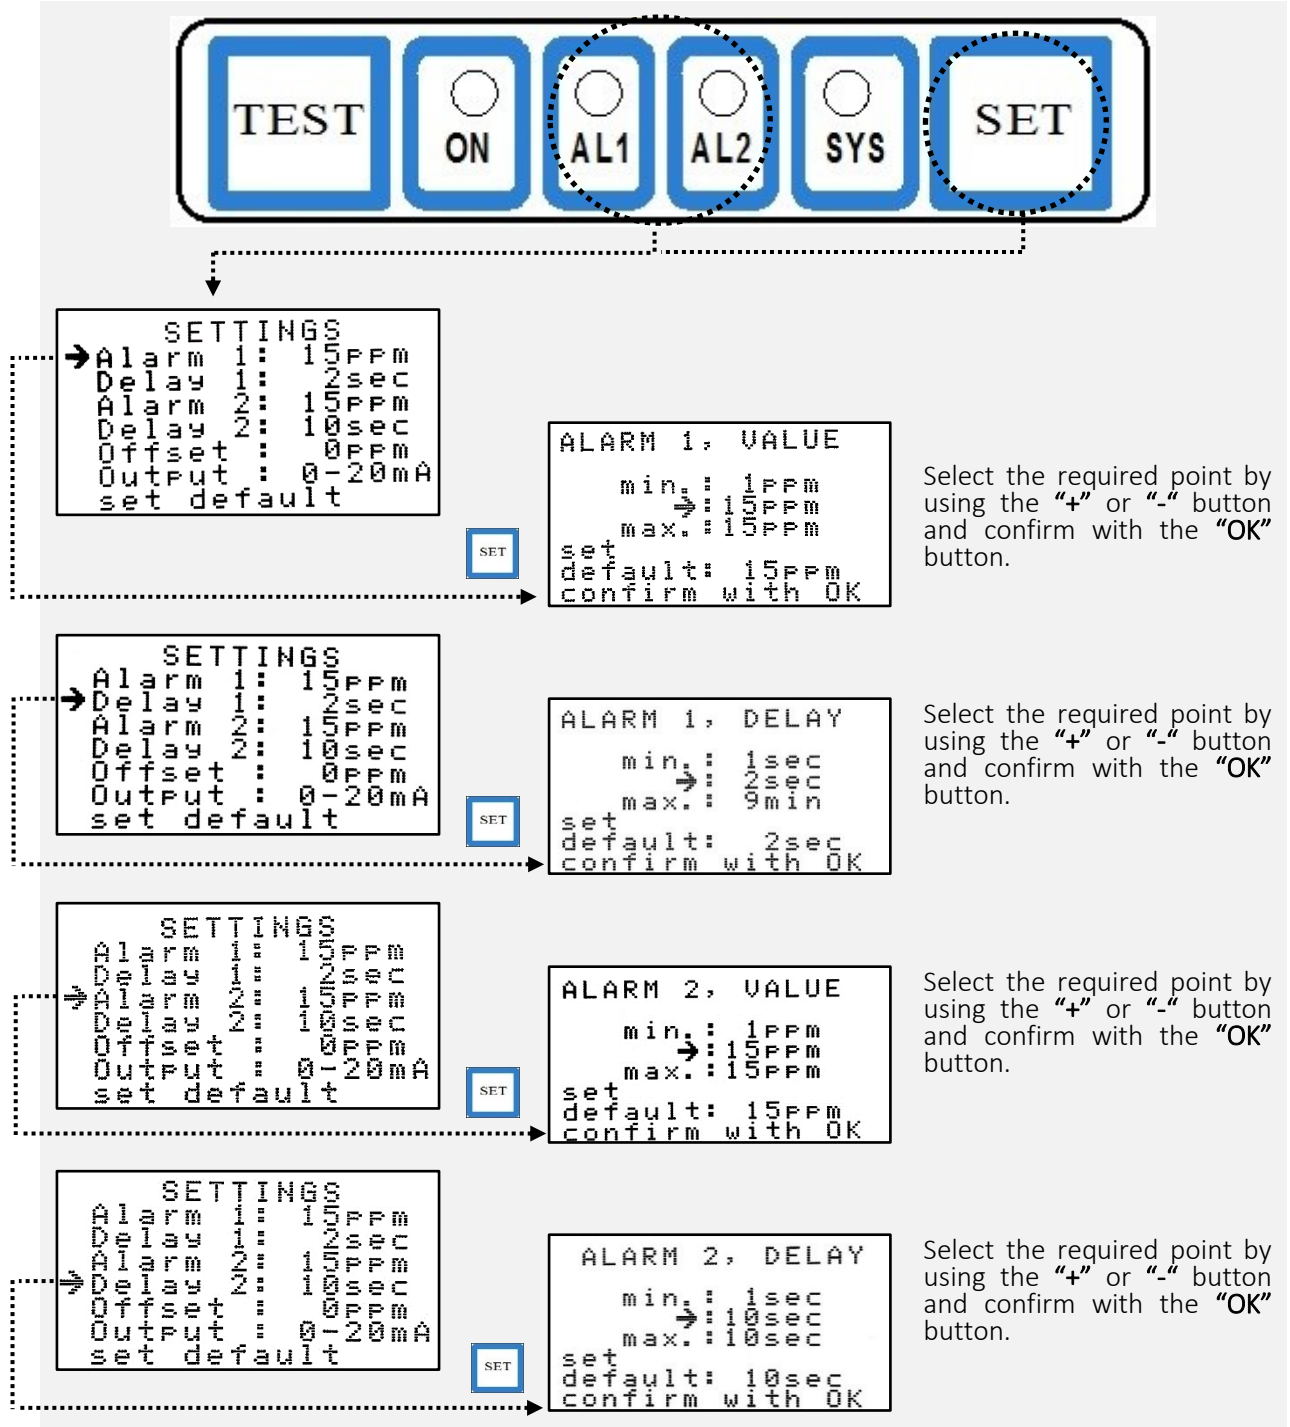 TEST
ON
AL1
AL2
SYS
SET
SETTINGS
Alarm 1: 15ppm
Delay 1: 2sec
Alarm 2: 15ppm
Delay 2: 10sec
Offset : 0ppm
Output : 0-20mA
set default
SET
ALARM 1, VALUE
min.: 1ppm
:15ppm
max.:15ppm
set
default: 15ppm
confirm with OK
Select the required point by
using the “+” or “-“ button
and confirm with the “OK”
button.
SETTINGS
Alarm 1: 15ppm
Delay 1: 2sec
Alarm 2: 15ppm
Delay 2: 10sec
Offset : 0ppm
Output : 0-20mA
set default
SET
ALARM 1, DELAY
min.: 1sec
: 2sec
max.: 9min
set
default: 2sec
confirm with OK
Select the required point by
using the “+” or “-“ button
and confirm with the “OK”
button.
SETTINGS
Alarm 1: 15ppm
Delay 1: 2sec
Alarm 2: 15ppm
Delay 2: 10sec
Offset : 0ppm
Output : 0-20mA
set default
SET
ALARM 2, VALUE
min.: 1ppm
:15ppm
max.:15ppm
set
default: 15ppm
confirm with OK
Select the required point by
using the “+” or “-“ button
and confirm with the “OK”
button.
SETTINGS
Alarm 1: 15ppm
Delay 1: 2sec
Alarm 2: 15ppm
Delay 2: 10sec
Offset : 0ppm
Output : 0-20mA
set default
SET
ALARM 2, DELAY
min.: 1sec
:10sec
max.:10sec
set
default: 10sec
confirm with OK
Select the required point by
using the “+” or “-“ button
and confirm with the “OK”
button.